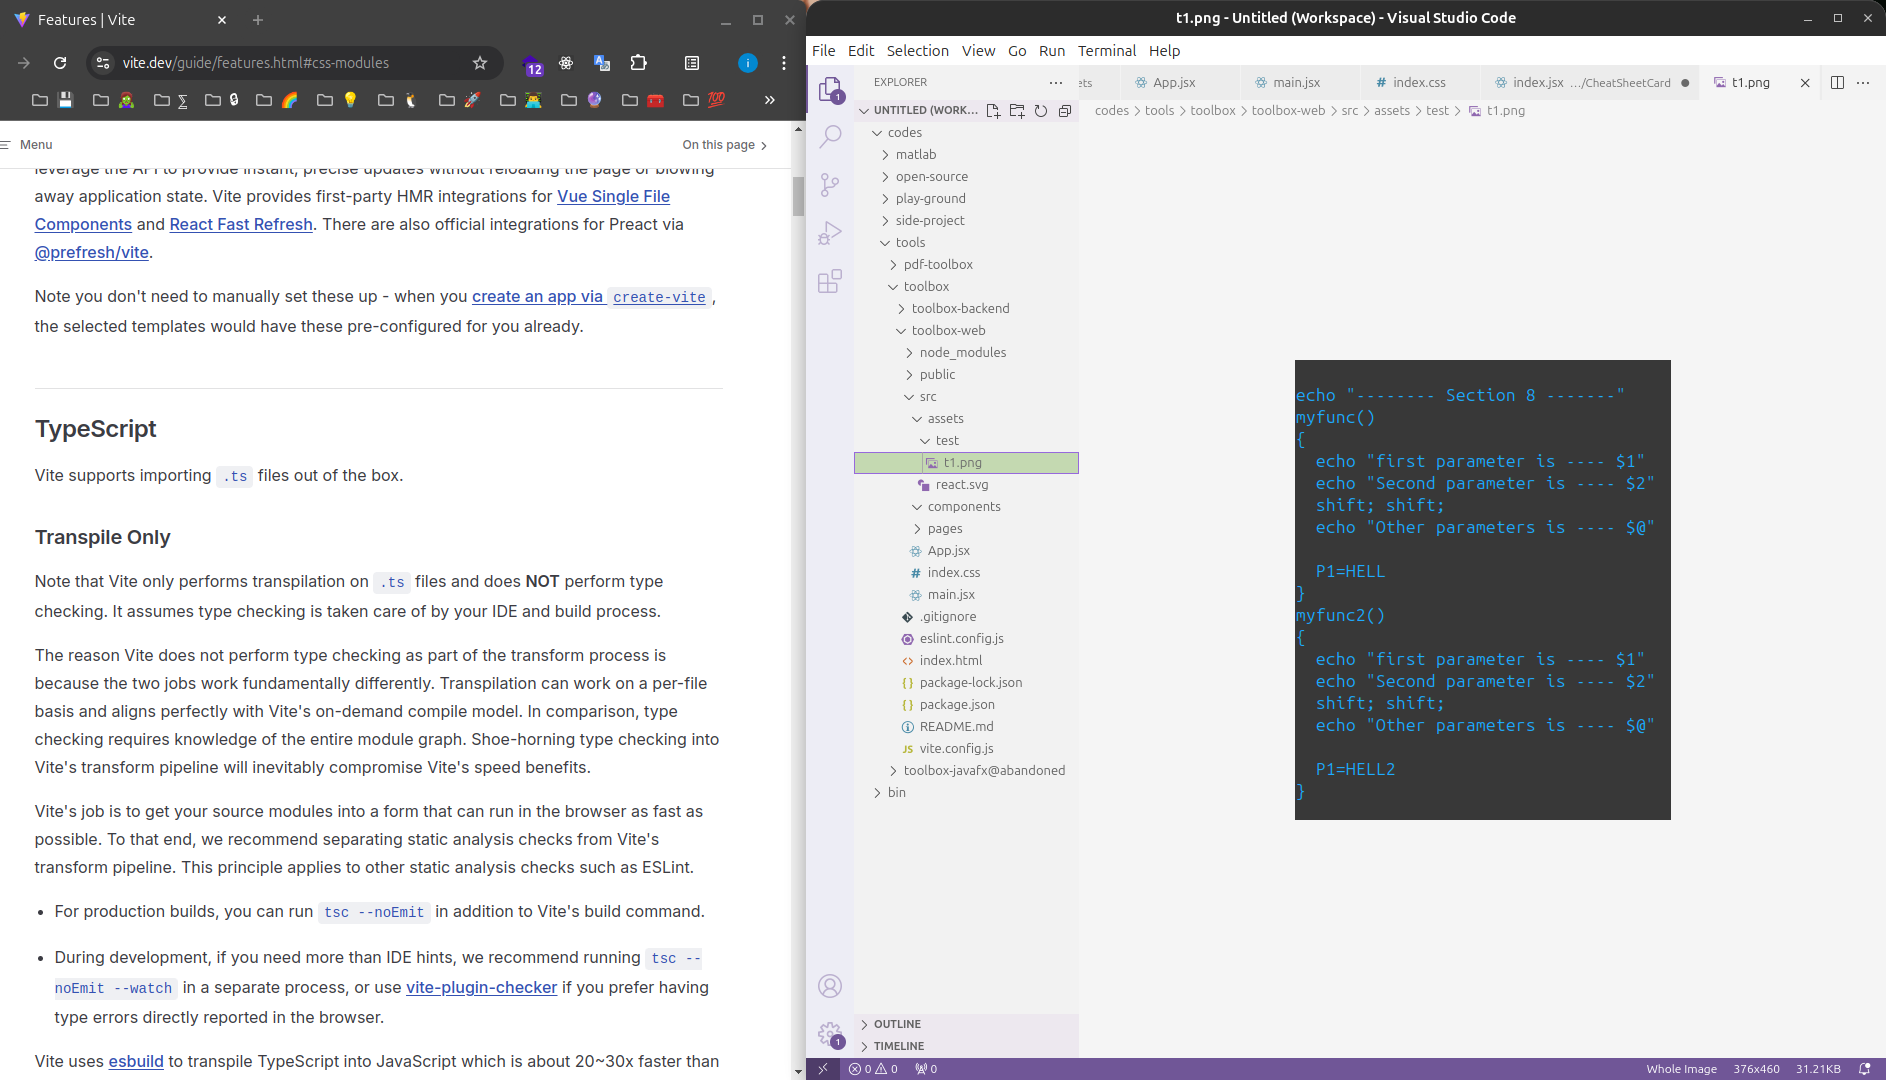 Features | Vite
vite.dev/guide/features.html#css-modules
12
i
Menu
On this page
leverage the API to provide instant, precise updates without reloading the page or blowing
away application state. Vite provides first-party HMR integrations for Vue Single File
Components and React Fast Refresh. There are also official integrations for Preact via
@prefresh/vite.
Note you don't need to manually set these up - when you create an app via create-vite,
the selected templates would have these pre-configured for you already.
TypeScript
Vite supports importing .ts files out of the box.
Transpile Only
Note that Vite only performs transpilation on .ts files and does NOT perform type
checking. It assumes type checking is taken care of by your IDE and build process.
The reason Vite does not perform type checking as part of the transform process is
because the two jobs work fundamentally differently. Transpilation can work on a per-file
basis and aligns perfectly with Vite's on-demand compile model. In comparison, type
checking requires knowledge of the entire module graph. Shoe-horning type checking into
Vite's transform pipeline will inevitably compromise Vite's speed benefits.
Vite's job is to get your source modules into a form that can run in the browser as fast as
possible. To that end, we recommend separating static analysis checks from Vite's
transform pipeline. This principle applies to other static analysis checks such as ESLint.
• For production builds, you can run tsc --noEmit in addition to Vite's build command.
• During development, if you need more than IDE hints, we recommend running tsc --
noEmit --watch in a separate process, or use vite-plugin-checker if you prefer having
type errors directly reported in the browser.
Vite uses esbuild to transpile TypeScript into JavaScript which is about 20~30x faster than
t1.png - Untitled (Workspace) - Visual Studio Code
File Edit Selection View Go Run Terminal Help
EXPLORER
ets App.jsx main.jsx index.css index.jsx .../CheatSheetCard t1.png
1
UNTITLED (WORK...
codes > tools > toolbox > toolbox-web > src > assets > test > t1.png
codes
matlab
open-source
play-ground
side-project
tools
pdf-toolbox
toolbox
toolbox-backend
toolbox-web
node_modules
public
src
assets
test
t1.png
react.svg
components
pages
App.jsx
index.css
main.jsx
.gitignore
eslint.config.js
index.html
package-lock.json
package.json
README.md
vite.config.js
toolbox-javafx@abandoned
bin
OUTLINE
TIMELINE
1
echo "-------- Section 8 -------"
myfunc()
{
echo "first parameter is ---- $1"
echo "Second parameter is ---- $2"
shift; shift;
echo "Other parameters is ---- $@"
P1=HELL
}
myfunc2()
{
echo "first parameter is ---- $1"
echo "Second parameter is ---- $2"
shift; shift;
echo "Other parameters is ---- $@"
P1=HELL2
}
0 0 0
Whole Image 376x460 31.21KB